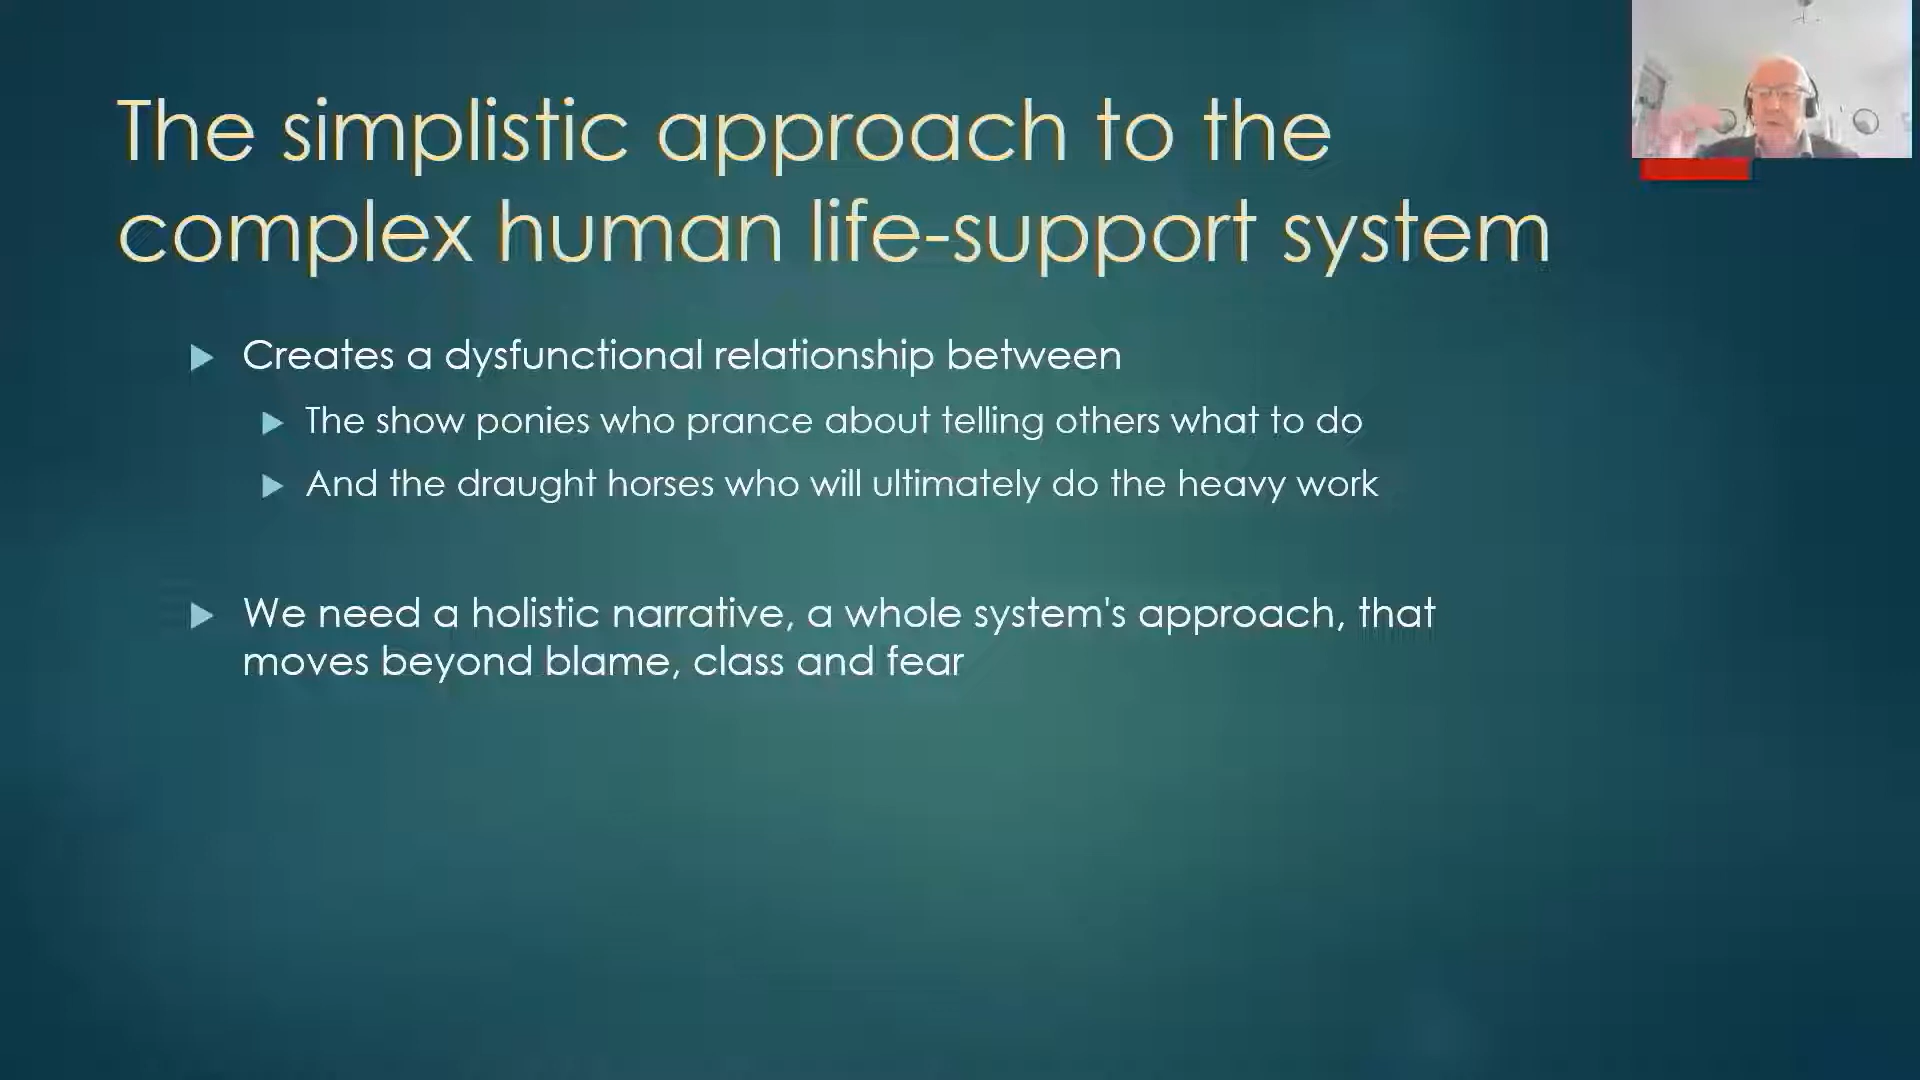 The simplistic approach to the
complex human life-support system
Creates a dysfunctional relationship between
The show ponies who prance about telling others what to do
And the draught horses who will ultimately do the heavy work
We need a holistic narrative, a whole system's approach, that
moves beyond blame, class and fear